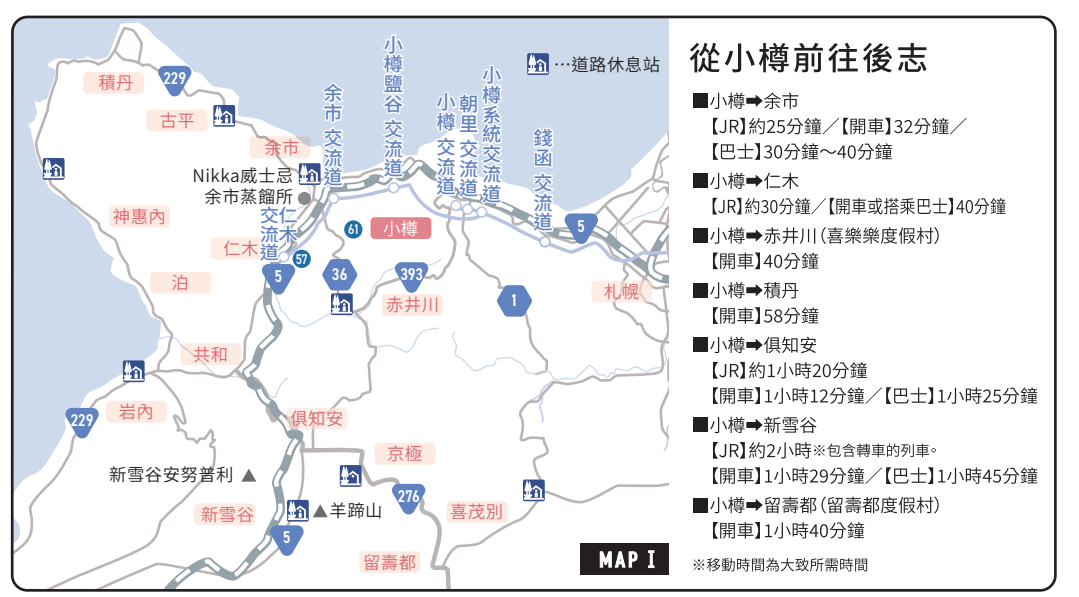 積丹
229
古平
余市
Nikka威士忌
余市蒸餾所
神惠內
仁木
泊
共和
岩內
229
新雪谷安努普利
新雪谷
5
羊蹄山
俱知安
京極
276
喜茂別
留壽都
赤井川
393
36
5
57
61
小樽
1
5
札幌
仁木
交流道
余市 交流道
小樽鹽谷 交流道
小樽 交流道
朝里 交流道
小樽系統交流道
錢函 交流道
…道路休息站
MAP I
從小樽前往後志
■小樽➡余市
【JR】約25分鐘／【開車】32分鐘／
【巴士】30分鐘～40分鐘
■小樽➡仁木
【JR】約30分鐘／【開車或搭乘巴士】40分鐘
■小樽➡赤井川（喜樂樂度假村）
【開車】40分鐘
■小樽➡積丹
【開車】58分鐘
■小樽➡俱知安
【JR】約1小時20分鐘
【開車】1小時12分鐘／【巴士】1小時25分鐘
■小樽➡新雪谷
【JR】約2小時※包含轉車的列車。
【開車】1小時29分鐘／【巴士】1小時45分鐘
■小樽➡留壽都（留壽都度假村）
【開車】1小時40分鐘
※移動時間為大致所需時間